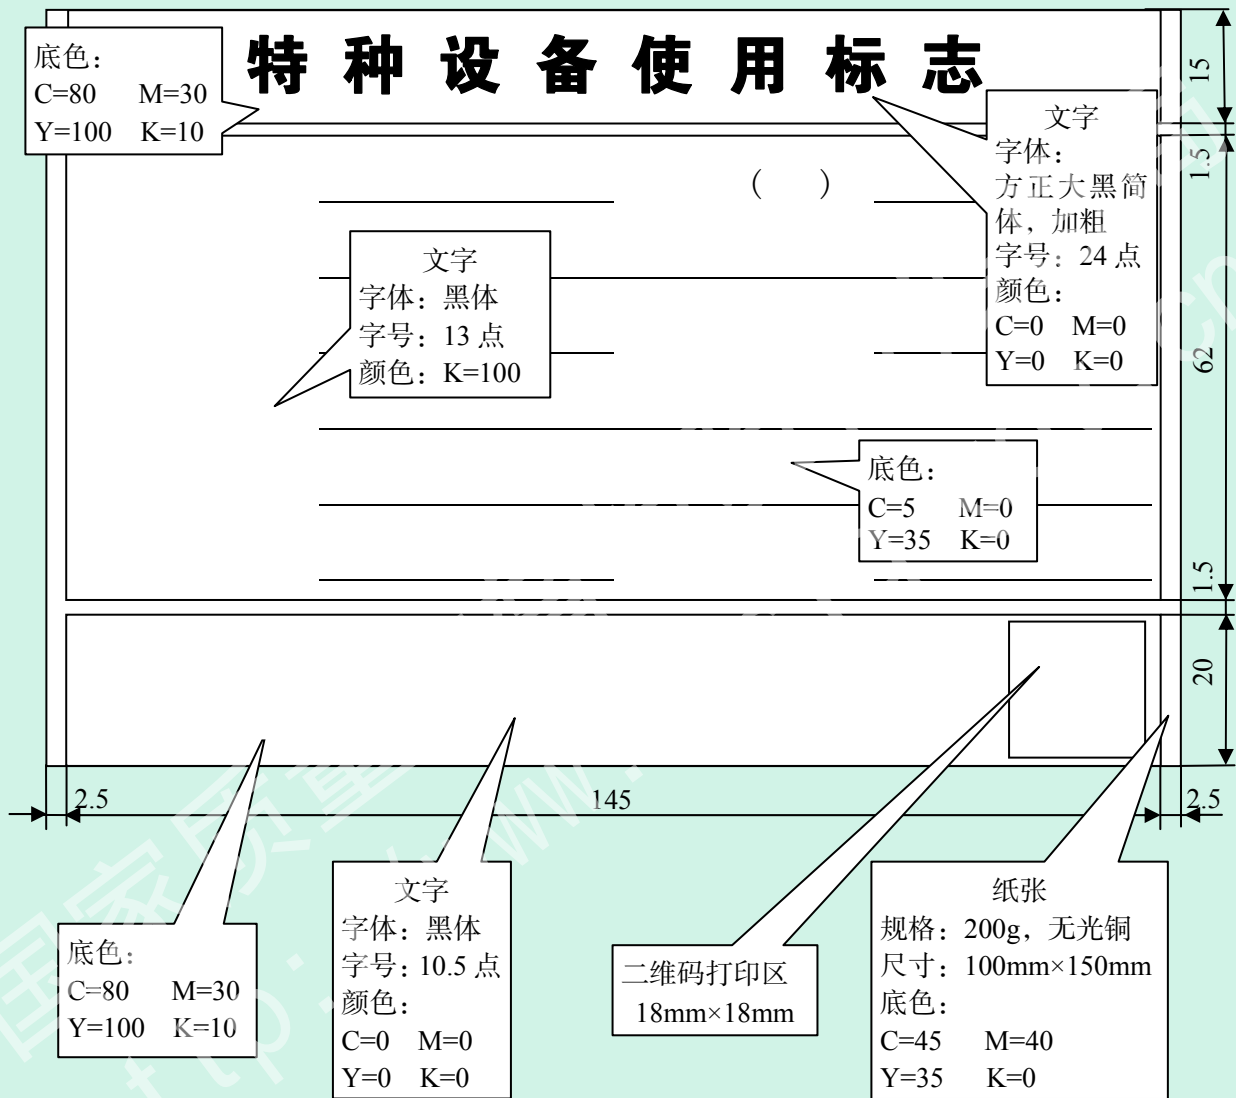 特种设备使用标志
底色：
C=80 M=30
Y=100 K=10
文字
字体：
方正大黑简
体，加粗
字号：24 点
颜色：
C=0 M=0
Y=0 K=0
15
1.5
62
1.5
20
（ ）
文字
字体：黑体
字号：13 点
颜色：K=100
底色：
C=5 M=0
Y=35 K=0
2.5
145
2.5
底色：
C=80 M=30
Y=100 K=10
文字
字体：黑体
字号：10.5 点
颜色：
C=0 M=0
Y=0 K=0
二维码打印区
18mm×18mm
纸张
规格：200g，无光铜
尺寸：100mm×150mm
底色：
C=45 M=40
Y=35 K=0
国家质量